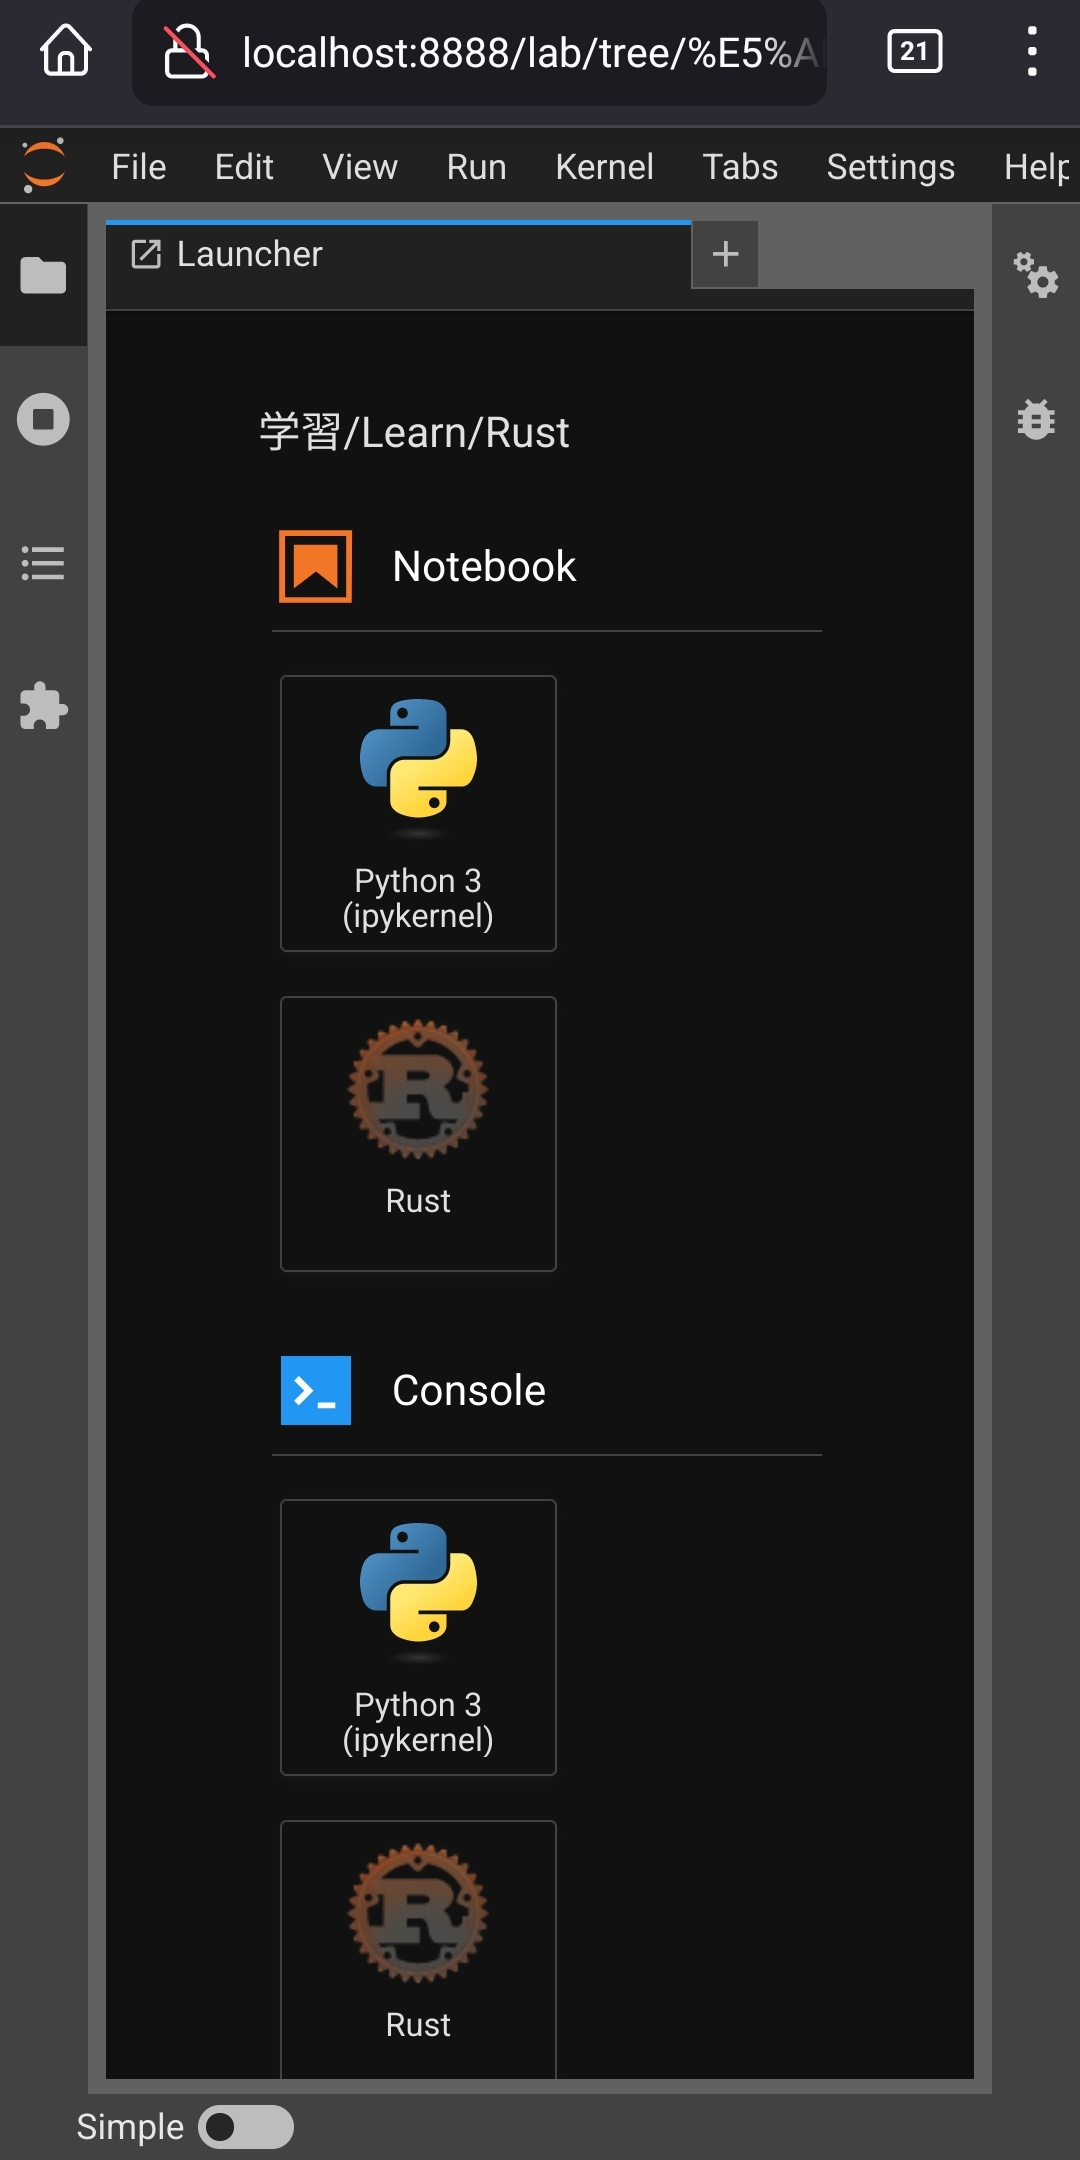 localhost:8888/lab/tree/%E5%A
21
File Edit View Run Kernel Tabs Settings Help
Launcher
学習/Learn/Rust
Notebook
Python 3
(ipykernel)
Rust
Console
Python 3
(ipykernel)
Rust
Simple